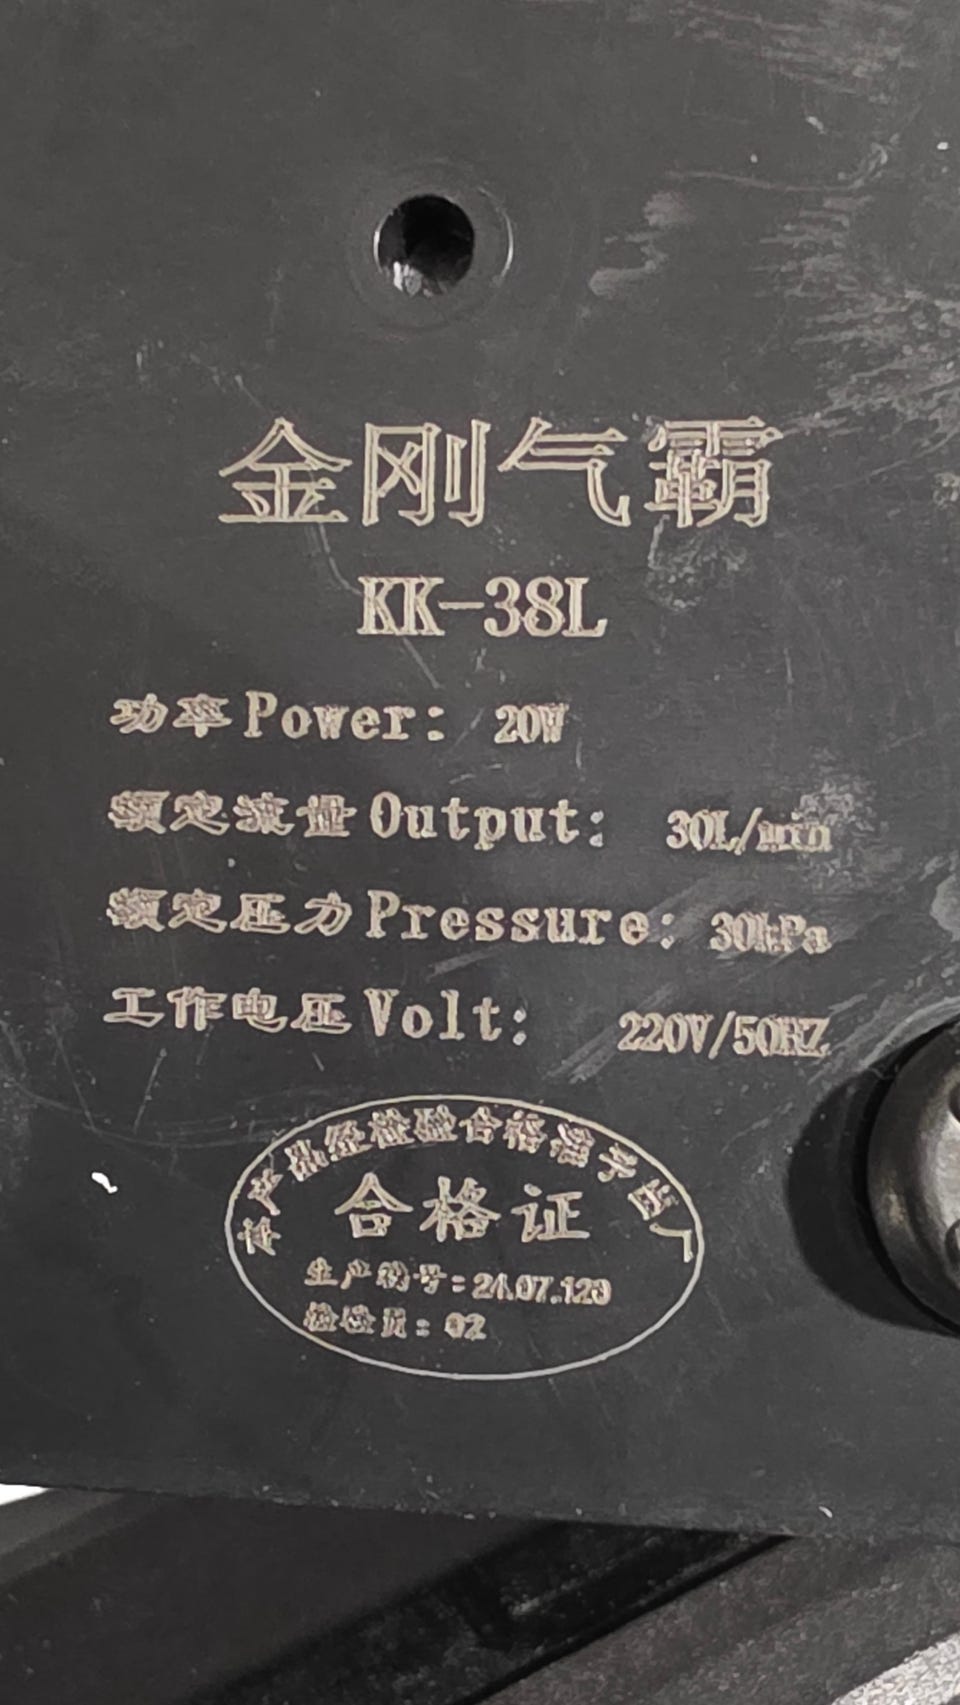 金刚气霸
KK-38L
功率Power: 20W
额定流量Output: 30L/min
额定压力Pressure: 30kPa
工作电压Volt: 220V/50HZ
本产品经检验合格准予出厂
合格证
生产编号:24.07.120
检验员:02